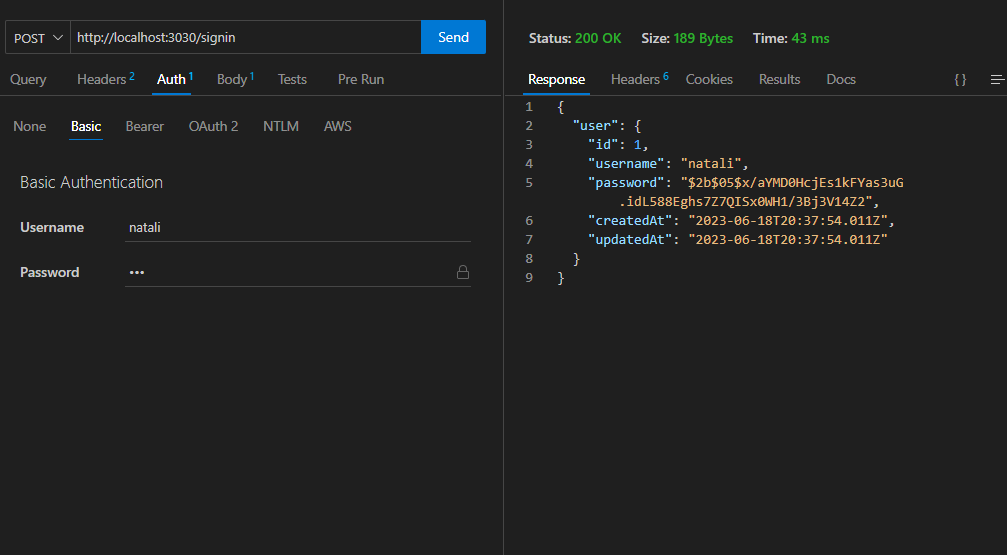 POST http://localhost:3030/signin Send
Query Headers 2 Auth 1 Body 1 Tests Pre Run
None Basic Bearer OAuth 2 NTLM AWS
Basic Authentication
Username natali
Password •••
Status: 200 OK Size: 189 Bytes Time: 43 ms
Response Headers 6 Cookies Results Docs { }
1 {
2 "user": {
3 "id": 1,
4 "username": "natali",
5 "password": "$2b$05$x/aYMD0HcjEs1kFYas3uG
.idL588Eghs7Z7QISx0WH1/3Bj3V14Z2",
6 "createdAt": "2023-06-18T20:37:54.011Z",
7 "updatedAt": "2023-06-18T20:37:54.011Z"
8 }
9 }